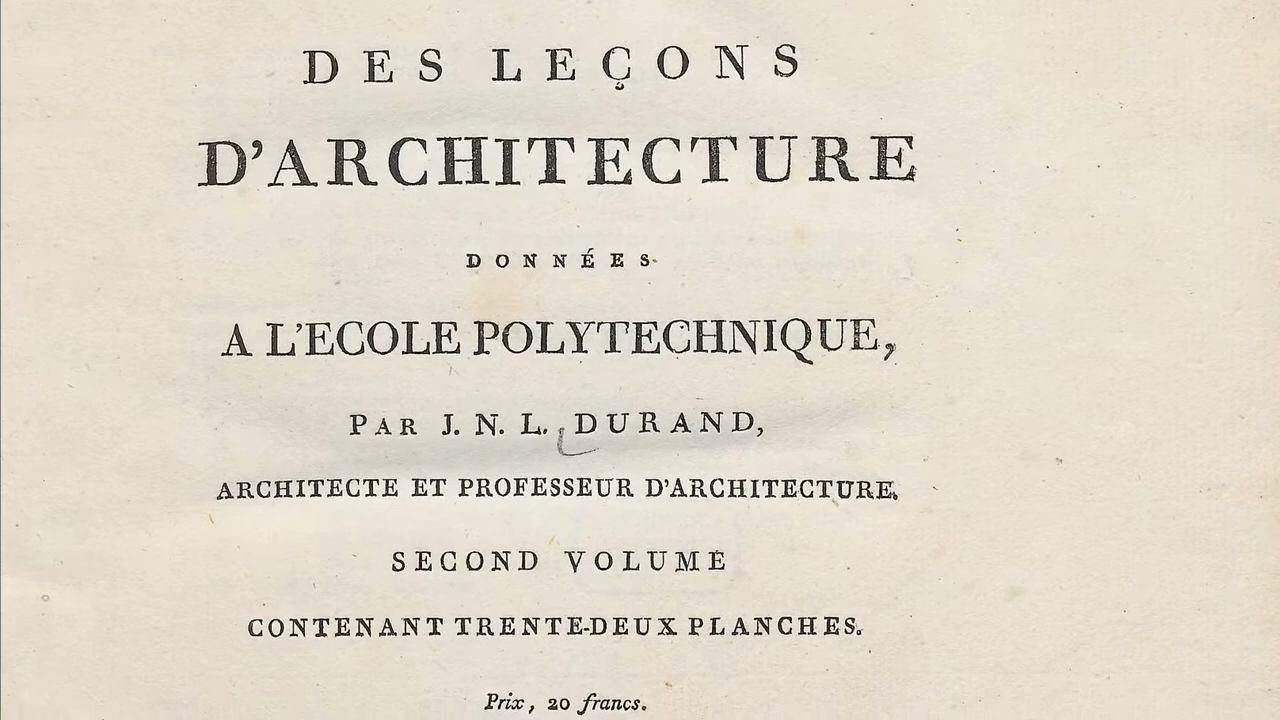 DES LEÇONS
D'ARCHITECTURE
DONNÉES
A L'ECOLE POLYTECHNIQUE,
PAR J. N. L. DURAND,
ARCHITECTE ET PROFESSEUR D'ARCHITECTURE.
SECOND VOLUME
CONTENANT TRENTE-DEUX PLANCHES.
Prix, 20 francs.